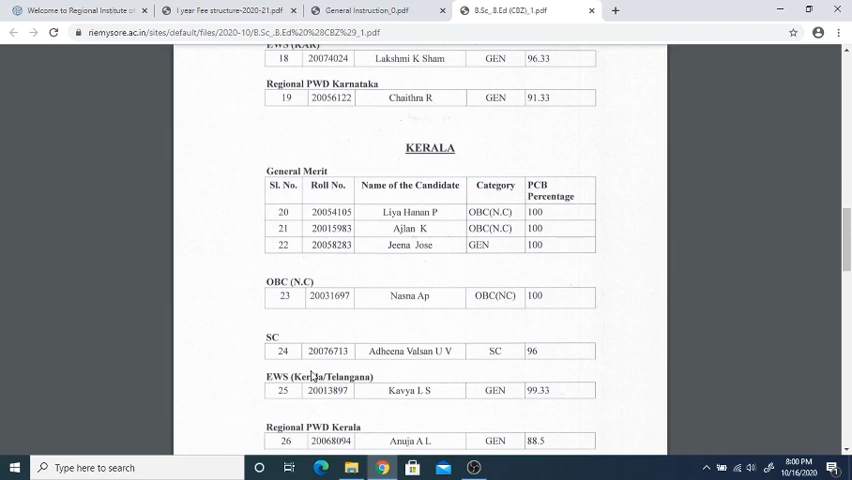 Welcome to Regional Institute of
I year Fee structure-2020-21.pdf
General Instruction_0.pdf
B.Sc_.B.Ed (CBZ)_1.pdf
riemysore.ac.in/sites/default/files/2020-10/B.Sc_.B.Ed%20%28CBZ%29_1.pdf
EWS (KAR)
18 20074024 Lakshmi K Sham GEN 96.33
Regional PWD Karnataka
19 20056122 Chaithra R GEN 91.33
KERALA
General Merit
Sl. No. Roll No. Name of the Candidate Category PCB Percentage
20 20054105 Liya Hanan P OBC(N.C) 100
21 20015983 Ajlan K OBC(N.C) 100
22 20058283 Jeena Jose GEN 100
OBC (N.C)
23 20031697 Nasna Ap OBC(NC) 100
SC
24 20076713 Adheena Valsan U V SC 96
EWS (Kerala/Telangana)
25 20013897 Kavya L S GEN 99.33
Regional PWD Kerala
26 20068094 Anuja A L GEN 88.5
Type here to search
8:00 PM
10/16/2020